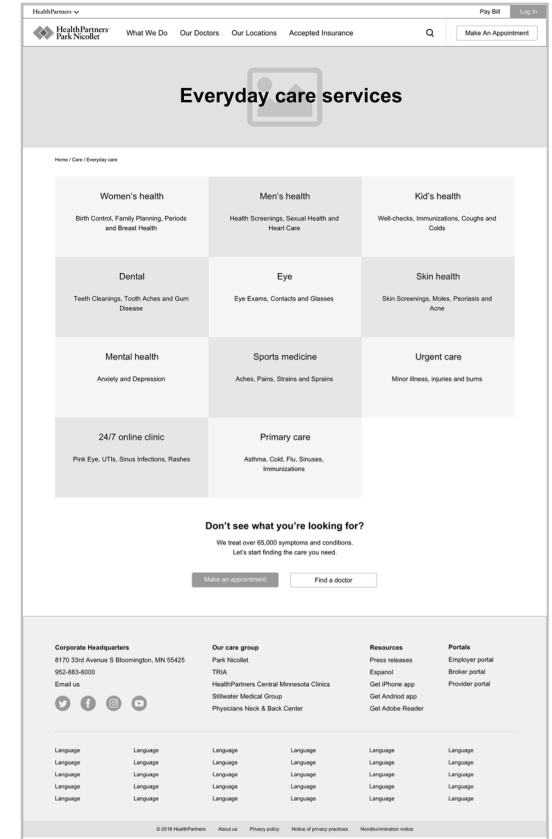 HealthPartners
Pay Bill
Log In
HealthPartners®
Park Nicollet
What We Do
Our Doctors
Our Locations
Accepted Insurance
Make An Appointment
Everyday care services
Home / Care / Everyday care
Women's health
Men's health
Kid's health
Birth Control, Family Planning, Periods
and Breast Health
Health Screenings, Sexual Health and
Heart Care
Well-checks, Immunizations, Coughs and
Colds
Dental
Eye
Skin health
Teeth Cleanings, Tooth Aches and Gum
Disease
Eye Exams, Contacts and Glasses
Skin Screenings, Moles, Psoriasis and
Acne
Mental health
Sports medicine
Urgent care
Anxiety and Depression
Aches, Pains, Strains and Sprains
Minor illness, injuries and burns
24/7 online clinic
Primary care
Pink Eye, UTIs, Sinus Infections, Rashes
Asthma, Cold, Flu, Sinuses,
Immunizations
Don't see what you're looking for?
We treat over 65,000 symptoms and conditions.
Let's start finding the care you need.
Make an appointment
Find a doctor
Corporate Headquarters
8170 33rd Avenue S Bloomington, MN 55425
952-883-6000
Email us
Our care group
Park Nicollet
TRIA
HealthPartners Central Minnesota Clinics
Stillwater Medical Group
Physicians Neck & Back Center
Resources
Press releases
Espanol
Get iPhone app
Get Andriod app
Get Adobe Reader
Portals
Employer portal
Broker portal
Provider portal
Language Language Language Language Language Language
Language Language Language Language Language Language
Language Language Language Language Language Language
Language Language Language Language Language Language
Language Language Language Language Language Language
© 2018 HealthPartners About us Privacy policy Notice of privacy practices Nondiscrimination notice